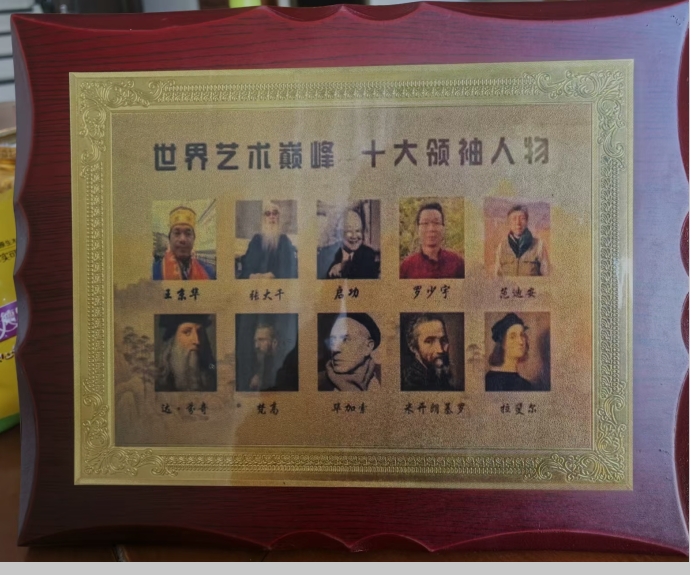 世界艺术巅峰 十大领袖人物
王景华 张大千 启功 罗少宇 范迪安
达·芬奇 梵高 毕加索 米开朗基罗 拉斐尔